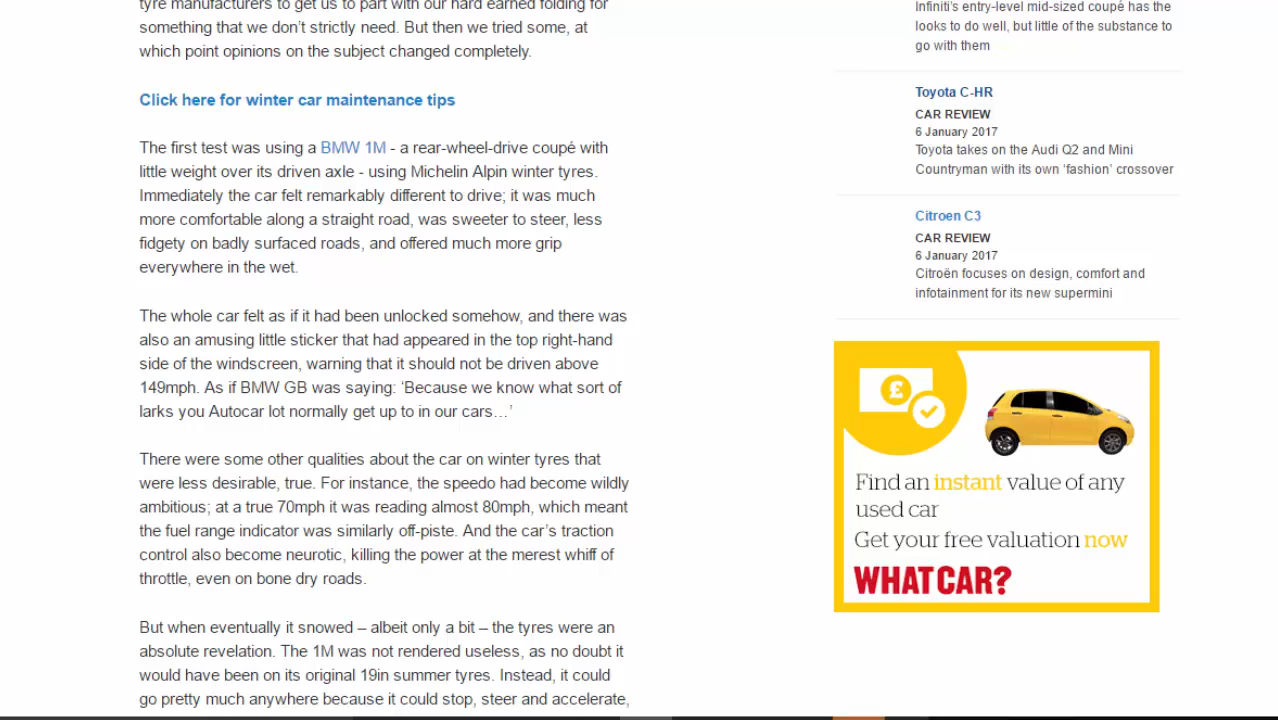 tyre manufacturers to get us to part with our hard earned folding for
something that we don’t strictly need. But then we tried some, at
which point opinions on the subject changed completely.
Click here for winter car maintenance tips
The first test was using a BMW 1M - a rear-wheel-drive coupé with
little weight over its driven axle - using Michelin Alpin winter tyres.
Immediately the car felt remarkably different to drive; it was much
more comfortable along a straight road, was sweeter to steer, less
fidgety on badly surfaced roads, and offered much more grip
everywhere in the wet.
The whole car felt as if it had been unlocked somehow, and there was
also an amusing little sticker that had appeared in the top right-hand
side of the windscreen, warning that it should not be driven above
149mph. As if BMW GB was saying: ‘Because we know what sort of
larks you Autocar lot normally get up to in our cars…’
There were some other qualities about the car on winter tyres that
were less desirable, true. For instance, the speedo had become wildly
ambitious; at a true 70mph it was reading almost 80mph, which meant
the fuel range indicator was similarly off-piste. And the car’s traction
control also become neurotic, killing the power at the merest whiff of
throttle, even on bone dry roads.
But when eventually it snowed – albeit only a bit – the tyres were an
absolute revelation. The 1M was not rendered useless, as no doubt it
would have been on its original 19in summer tyres. Instead, it could
go pretty much anywhere because it could stop, steer and accelerate,
Infiniti’s entry-level mid-sized coupé has the
looks to do well, but little of the substance to
go with them
Toyota C-HR
CAR REVIEW
6 January 2017
Toyota takes on the Audi Q2 and Mini
Countryman with its own ‘fashion’ crossover
Citroen C3
CAR REVIEW
6 January 2017
Citroën focuses on design, comfort and
infotainment for its new supermini
£
Find an instant value of any
used car
Get your free valuation now
WHATCAR?